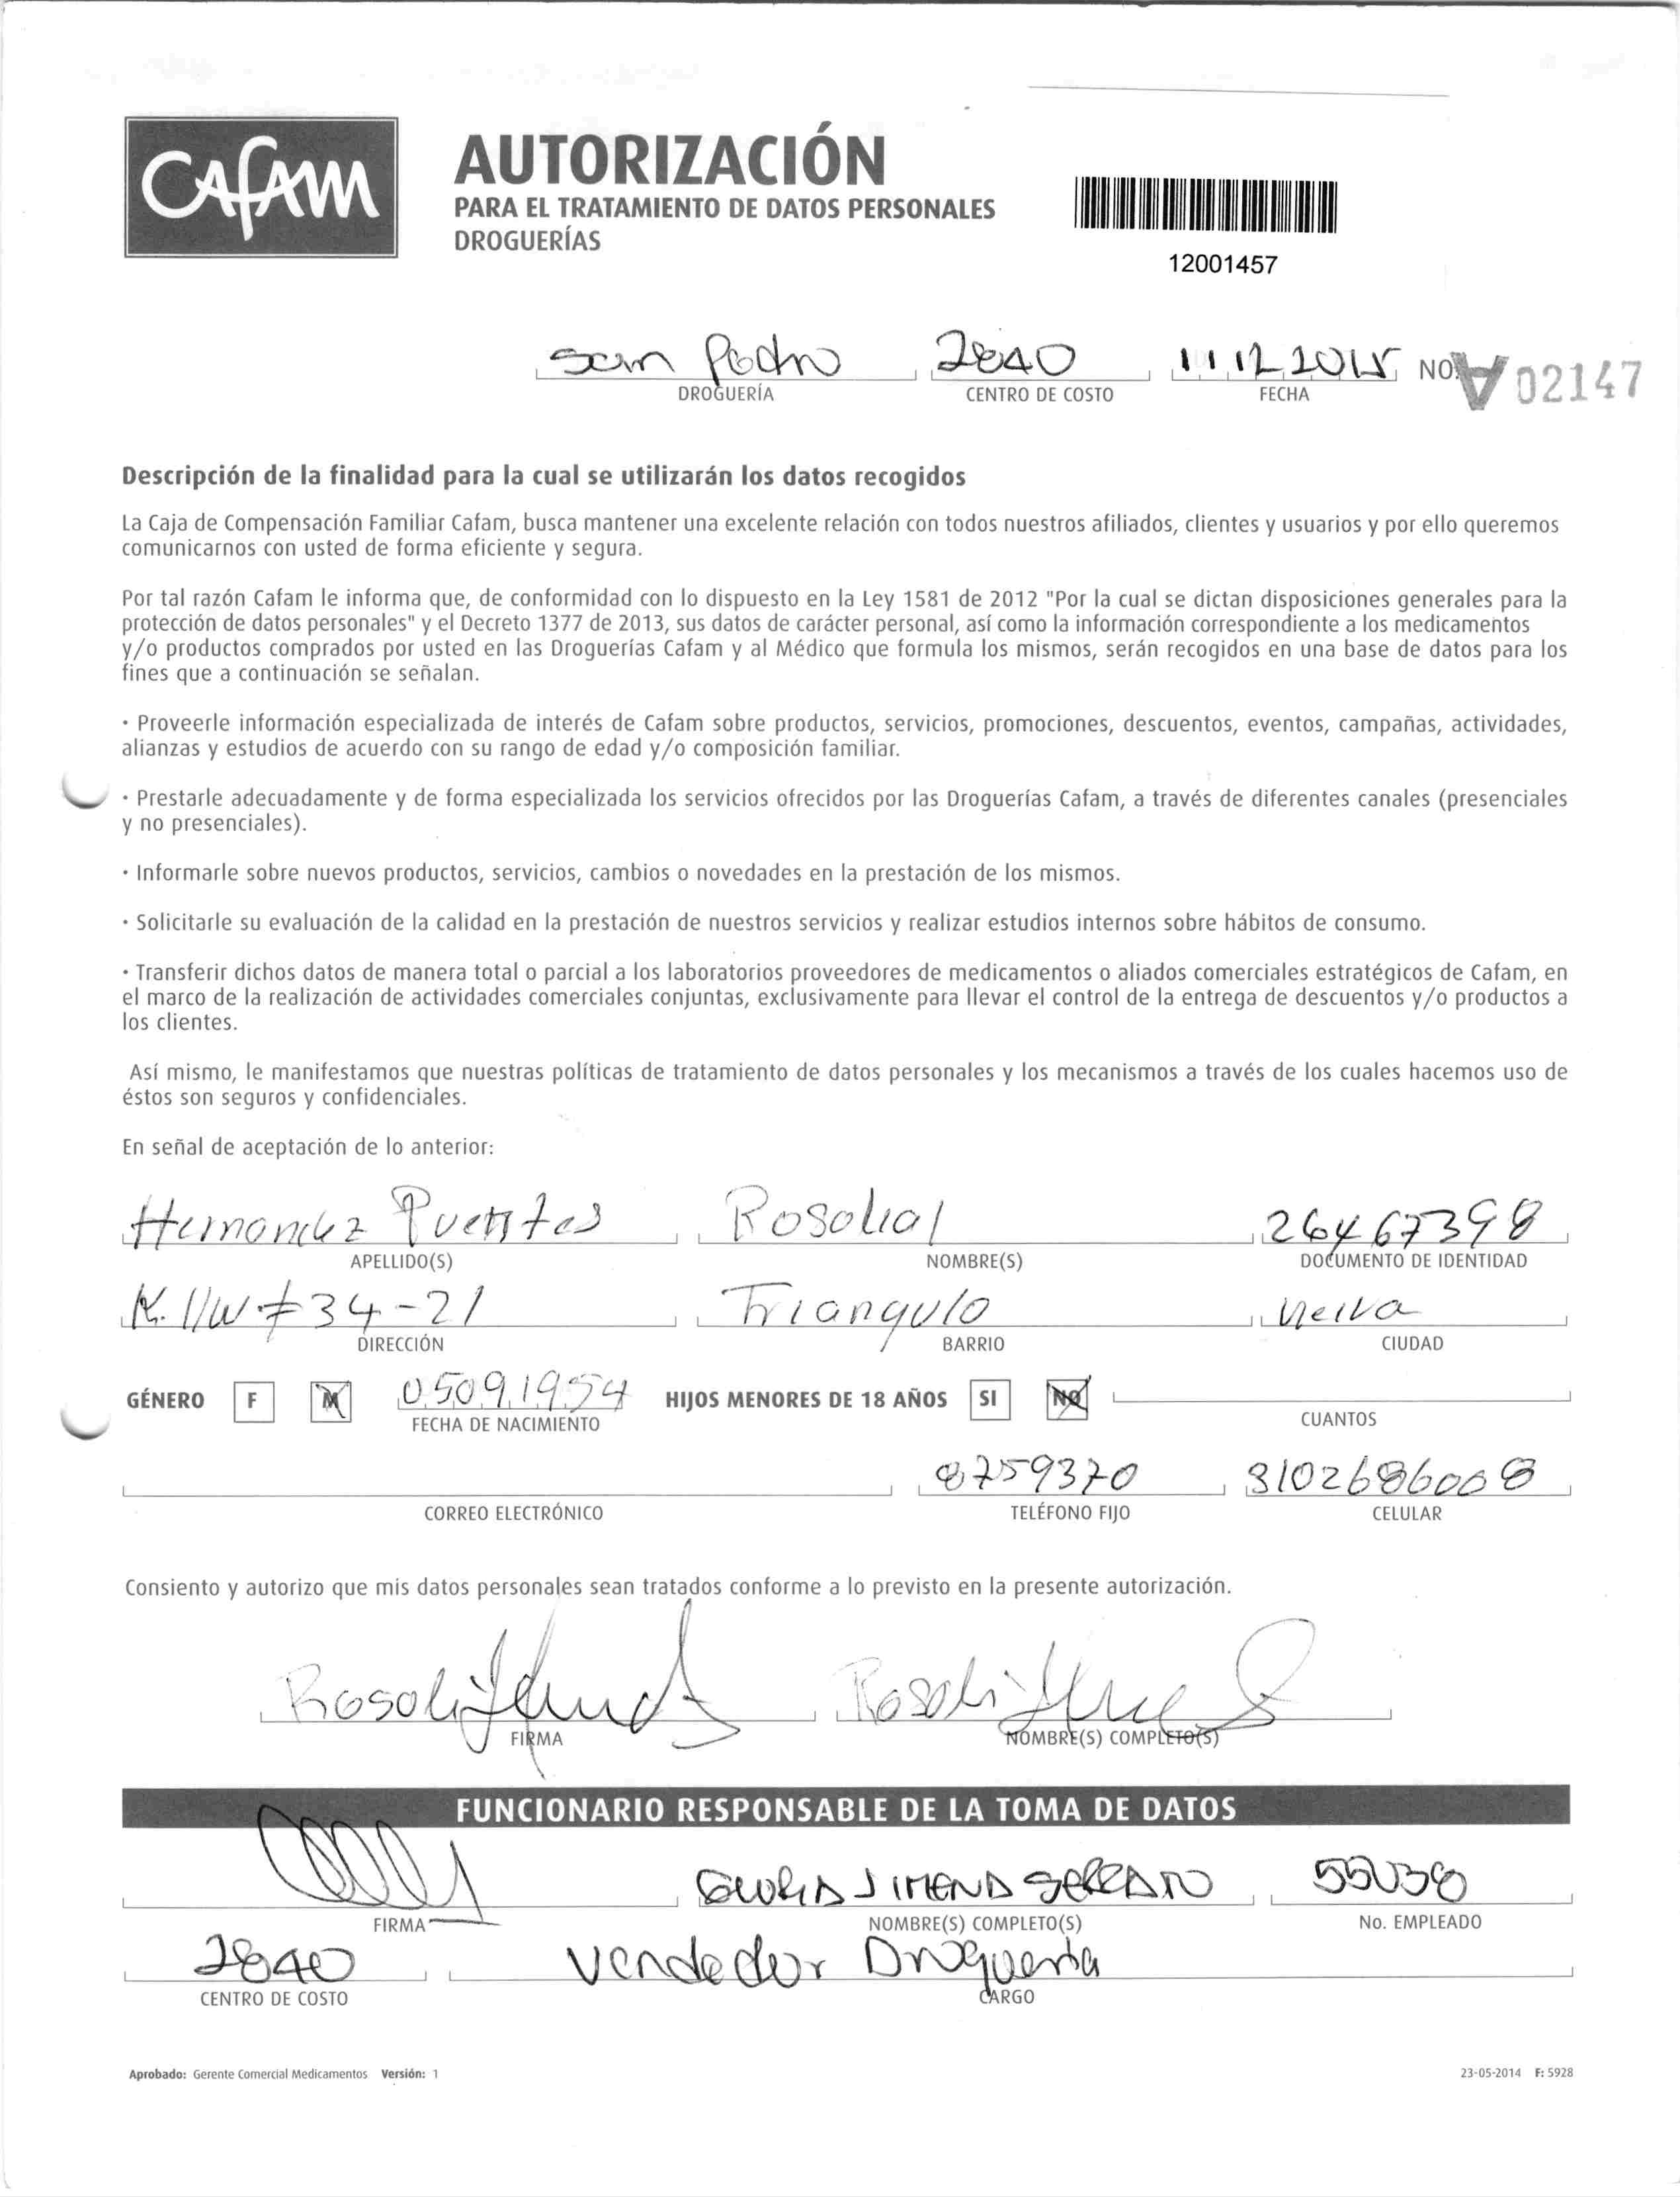 CAFAM
AUTORIZACIÓN
PARA EL TRATAMIENTO DE DATOS PERSONALES
DROGUERÍAS
12001457
San Pedro 2840 11 12 2015 NO. A 02147
DROGUERÍA CENTRO DE COSTO FECHA
Descripción de la finalidad para la cual se utilizarán los datos recogidos
La Caja de Compensación Familiar Cafam, busca mantener una excelente relación con todos nuestros afiliados, clientes y usuarios y por ello queremos
comunicarnos con usted de forma eficiente y segura.
Por tal razón Cafam le informa que, de conformidad con lo dispuesto en la Ley 1581 de 2012 "Por la cual se dictan disposiciones generales para la
protección de datos personales" y el Decreto 1377 de 2013, sus datos de carácter personal, así como la información correspondiente a los medicamentos
y/o productos comprados por usted en las Droguerías Cafam y al Médico que formula los mismos, serán recogidos en una base de datos para los
fines que a continuación se señalan.
· Proveerle información especializada de interés de Cafam sobre productos, servicios, promociones, descuentos, eventos, campañas, actividades,
alianzas y estudios de acuerdo con su rango de edad y/o composición familiar.
· Prestarle adecuadamente y de forma especializada los servicios ofrecidos por las Droguerías Cafam, a través de diferentes canales (presenciales
y no presenciales).
· Informarle sobre nuevos productos, servicios, cambios o novedades en la prestación de los mismos.
· Solicitarle su evaluación de la calidad en la prestación de nuestros servicios y realizar estudios internos sobre hábitos de consumo.
· Transferir dichos datos de manera total o parcial a los laboratorios proveedores de medicamentos o aliados comerciales estratégicos de Cafam, en
el marco de la realización de actividades comerciales conjuntas, exclusivamente para llevar el control de la entrega de descuentos y/o productos a
los clientes.
Así mismo, le manifestamos que nuestras políticas de tratamiento de datos personales y los mecanismos a través de los cuales hacemos uso de
éstos son seguros y confidenciales.
En señal de aceptación de lo anterior:
Hernandez Puentes Rosalia 26467398
APELLIDO(S) NOMBRE(S) DOCUMENTO DE IDENTIDAD
K. 11W #34-21 Triangulo Neiva
DIRECCIÓN BARRIO CIUDAD
GÉNERO F M 05091954 HIJOS MENORES DE 18 AÑOS SI NO
FECHA DE NACIMIENTO CUANTOS
8759370 3102686008
CORREO ELECTRÓNICO TELÉFONO FIJO CELULAR
Consiento y autorizo que mis datos personales sean tratados conforme a lo previsto en la presente autorización.
FIRMA NOMBRE(S) COMPLETO(S)
FUNCIONARIO RESPONSABLE DE LA TOMA DE DATOS
GLORIA JIMENA SERRATO 55038
FIRMA NOMBRE(S) COMPLETO(S) No. EMPLEADO
2840 Vendedor Drogueria
CENTRO DE COSTO CARGO
Aprobado: Gerente Comercial Medicamentos Versión: 1 23-05-2014 F: 5928